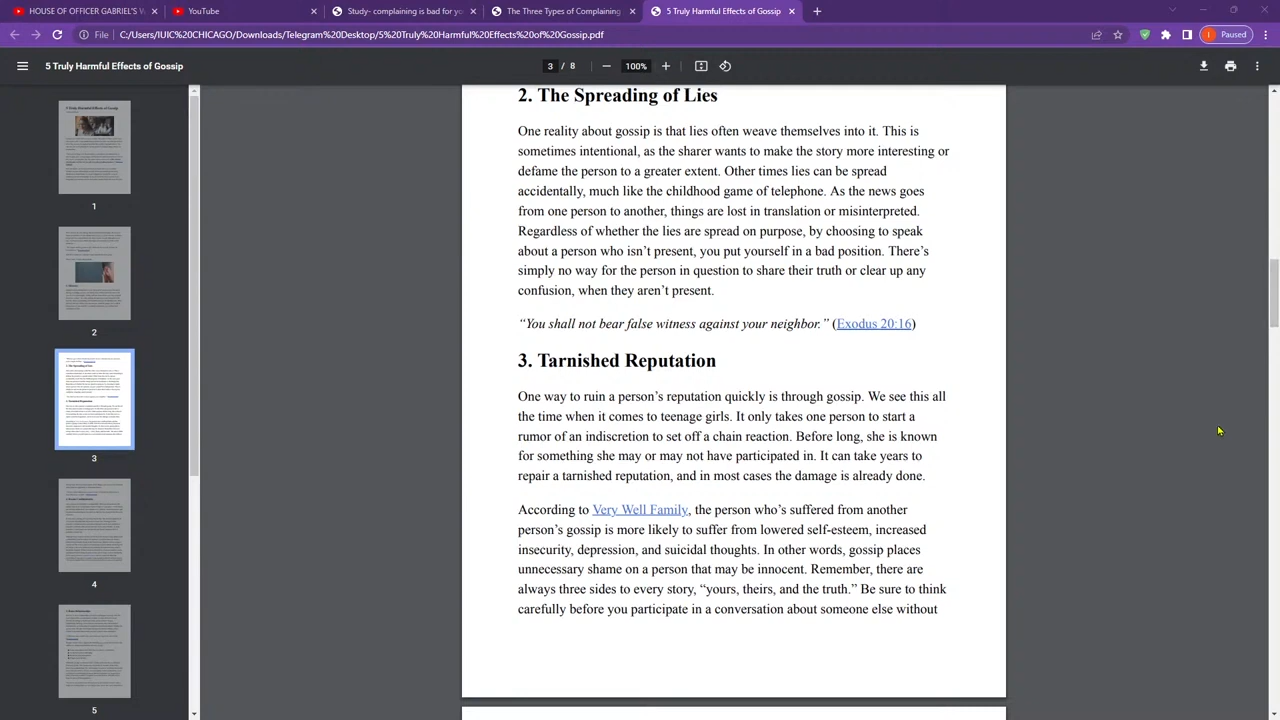 HOUSE OF OFFICER GABRIEL'S V
YouTube
Study- complaining is bad for yo
The Three Types of Complaining
5 Truly Harmful Effects of Gossip
File
C:/Users/IUIC%20CHICAGO/Downloads/Telegram%20Desktop/5%20Truly%20Harmful%20Effects%20of%20Gossip.pdf
Paused
5 Truly Harmful Effects of Gossip
3 / 8
100%
1
2
3
4
5
2. The Spreading of Lies
One reality about gossip is that lies often weave themselves into it. This is
sometimes intentional, as the sharer wants to make the story more interesting or
defame the person to a greater extent. Other times lies can be spread
accidentally, much like the childhood game of telephone. As the news goes
from one person to another, things are lost in translation or misinterpreted.
Regardless of whether the lies are spread on purpose, by choosing to speak
about a person who isn’t present, you put yourself in a bad position. There’s
simply no way for the person in question to share their truth or clear up any
confusion, when they aren’t present.
“You shall not bear false witness against your neighbor.” (Exodus 20:16)
3. Tarnished Reputation
One way to ruin a person’s reputation quickly is through gossip. We see this all
the time when it comes to teenage girls. It only takes one person to start a
rumor of an indiscretion to set off a chain reaction. Before long, she is known
for something she may or may not have participated in. It can take years to
repair a tarnished reputation, and in most cases the damage is already done.
According to Very Well Family, the person who’s suffered from another
person’s gossip is more likely to suffer from lowered self-esteem, increased
insecurity, depression, and suicidal thoughts. In other words, gossip places
unnecessary shame on a person that may be innocent. Remember, there are
always three sides to every story, “yours, theirs, and the truth.” Be sure to think
carefully before you participate in a conversation about someone else without